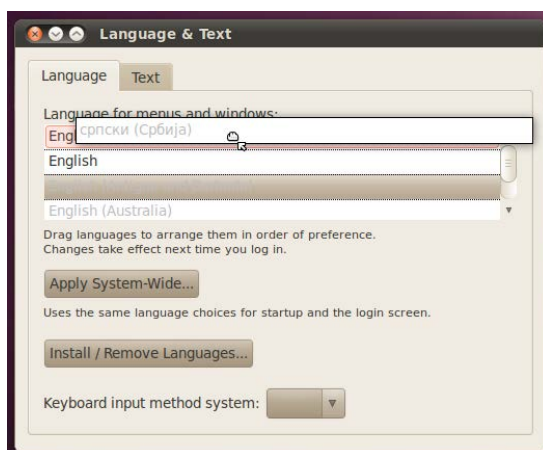 Language & Text
Language
Text
Language for menus and windows:
Engl
српски (Србија)
English
English (Australia)
Drag languages to arrange them in order of preference.
Changes take effect next time you log in.
Apply System-Wide...
Uses the same language choices for startup and the login screen.
Install / Remove Languages...
Keyboard input method system: